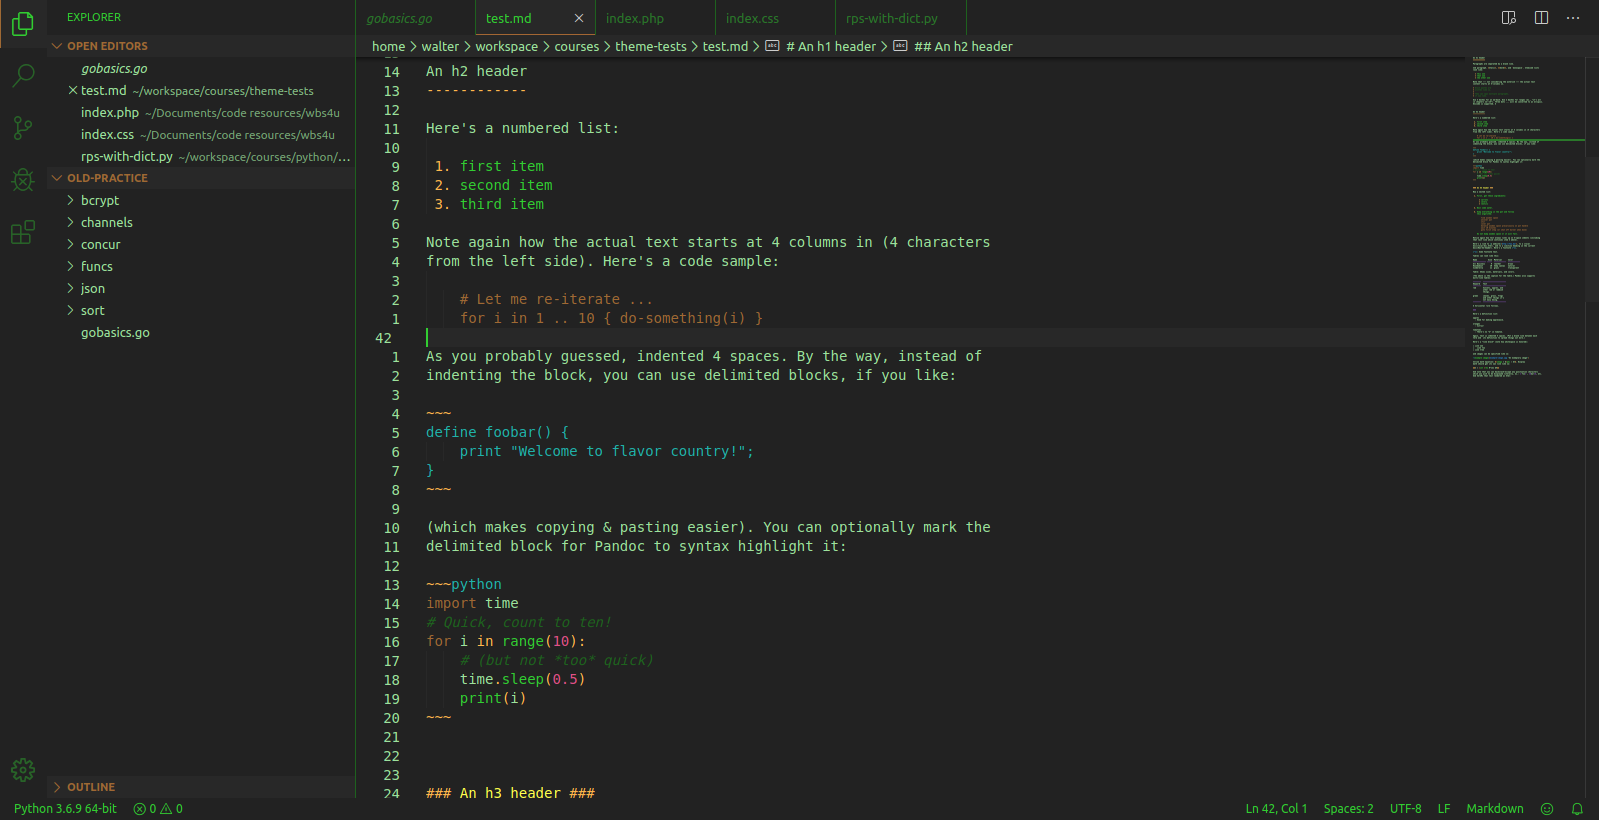 EXPLORER
OPEN EDITORS
gobasics.go
test.md ~/workspace/courses/theme-tests
index.php ~/Documents/code resources/wbs4u
index.css ~/Documents/code resources/wbs4u
rps-with-dict.py ~/workspace/courses/python/...
OLD-PRACTICE
bcrypt
channels
concur
funcs
json
sort
gobasics.go
OUTLINE
gobasics.go test.md index.php index.css rps-with-dict.py
home > walter > workspace > courses > theme-tests > test.md > abc # An h1 header > abc ## An h2 header
14 An h2 header
13 ------------
12
11 Here's a numbered list:
10
9 1. first item
8 2. second item
7 3. third item
6
5 Note again how the actual text starts at 4 columns in (4 characters
4 from the left side). Here's a code sample:
3
2 # Let me re-iterate ...
1 for i in 1 .. 10 { do-something(i) }
42
1 As you probably guessed, indented 4 spaces. By the way, instead of
2 indenting the block, you can use delimited blocks, if you like:
3
4 ~~~
5 define foobar() {
6 print "Welcome to flavor country!";
7 }
8 ~~~
9
10 (which makes copying & pasting easier). You can optionally mark the
11 delimited block for Pandoc to syntax highlight it:
12
13 ~~~python
14 import time
15 # Quick, count to ten!
16 for i in range(10):
17 # (but not *too* quick)
18 time.sleep(0.5)
19 print(i)
20 ~~~
21
22
23
24 ### An h3 header ###
Python 3.6.9 64-bit 0 0 Ln 42, Col 1 Spaces: 2 UTF-8 LF Markdown